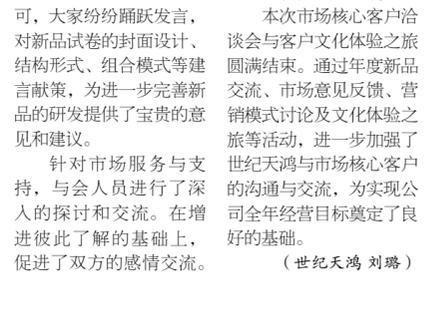 可，大家纷纷踊跃发言，
对新品试卷的封面设计、
结构形式、组合模式等建
言献策，为进一步完善新
品的研发提供了宝贵的意
见和建议。
针对市场服务与支
持，与会人员进行了深
入的探讨和交流。在增
进彼此了解的基础上，
促进了双方的感情交流。
本次市场核心客户洽
谈会与客户文化体验之旅
圆满结束。通过年度新品
交流、市场意见反馈、营
销模式讨论及文化体验之
旅等活动，进一步加强了
世纪天鸿与市场核心客户
的沟通与交流，为实现公
司全年经营目标奠定了良
好的基础。
（世纪天鸿 刘璐）